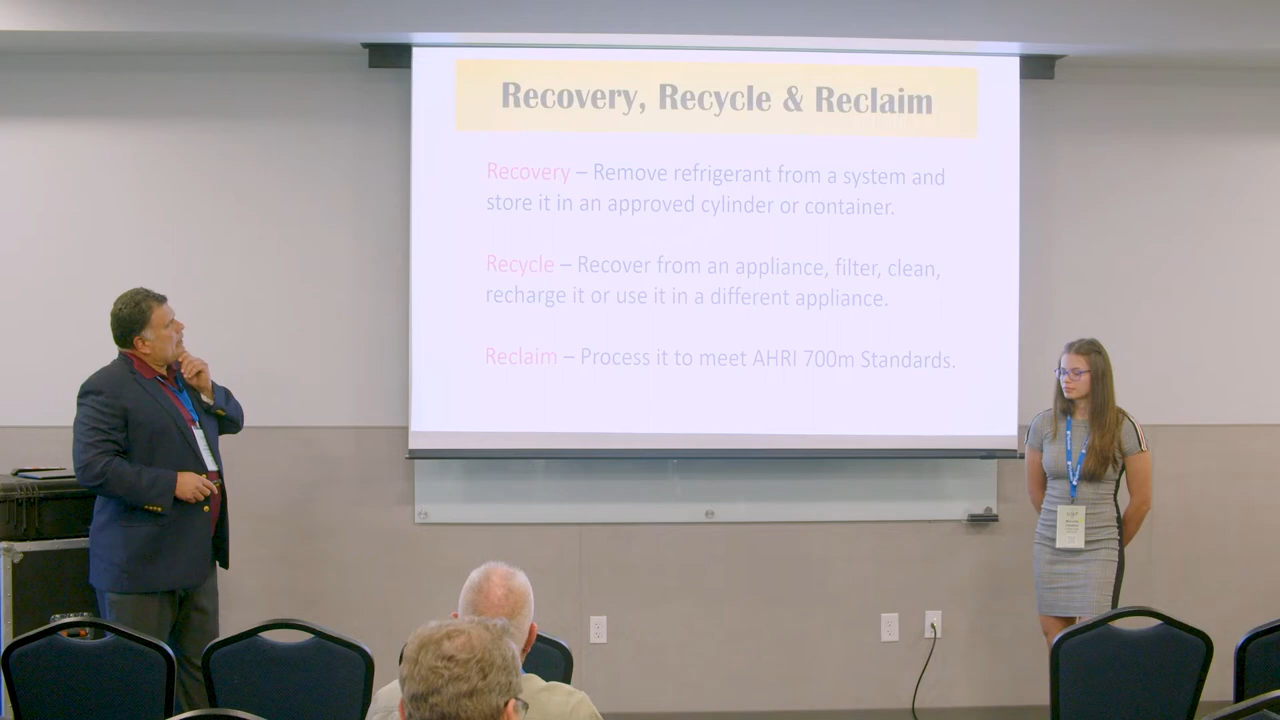 Recovery, Recycle & Reclaim
Recovery – Remove refrigerant from a system and
store it in an approved cylinder or container.
Recycle – Recover from an appliance, filter, clean,
recharge it or use it in a different appliance.
Reclaim – Process it to meet AHRI 700m Standards.